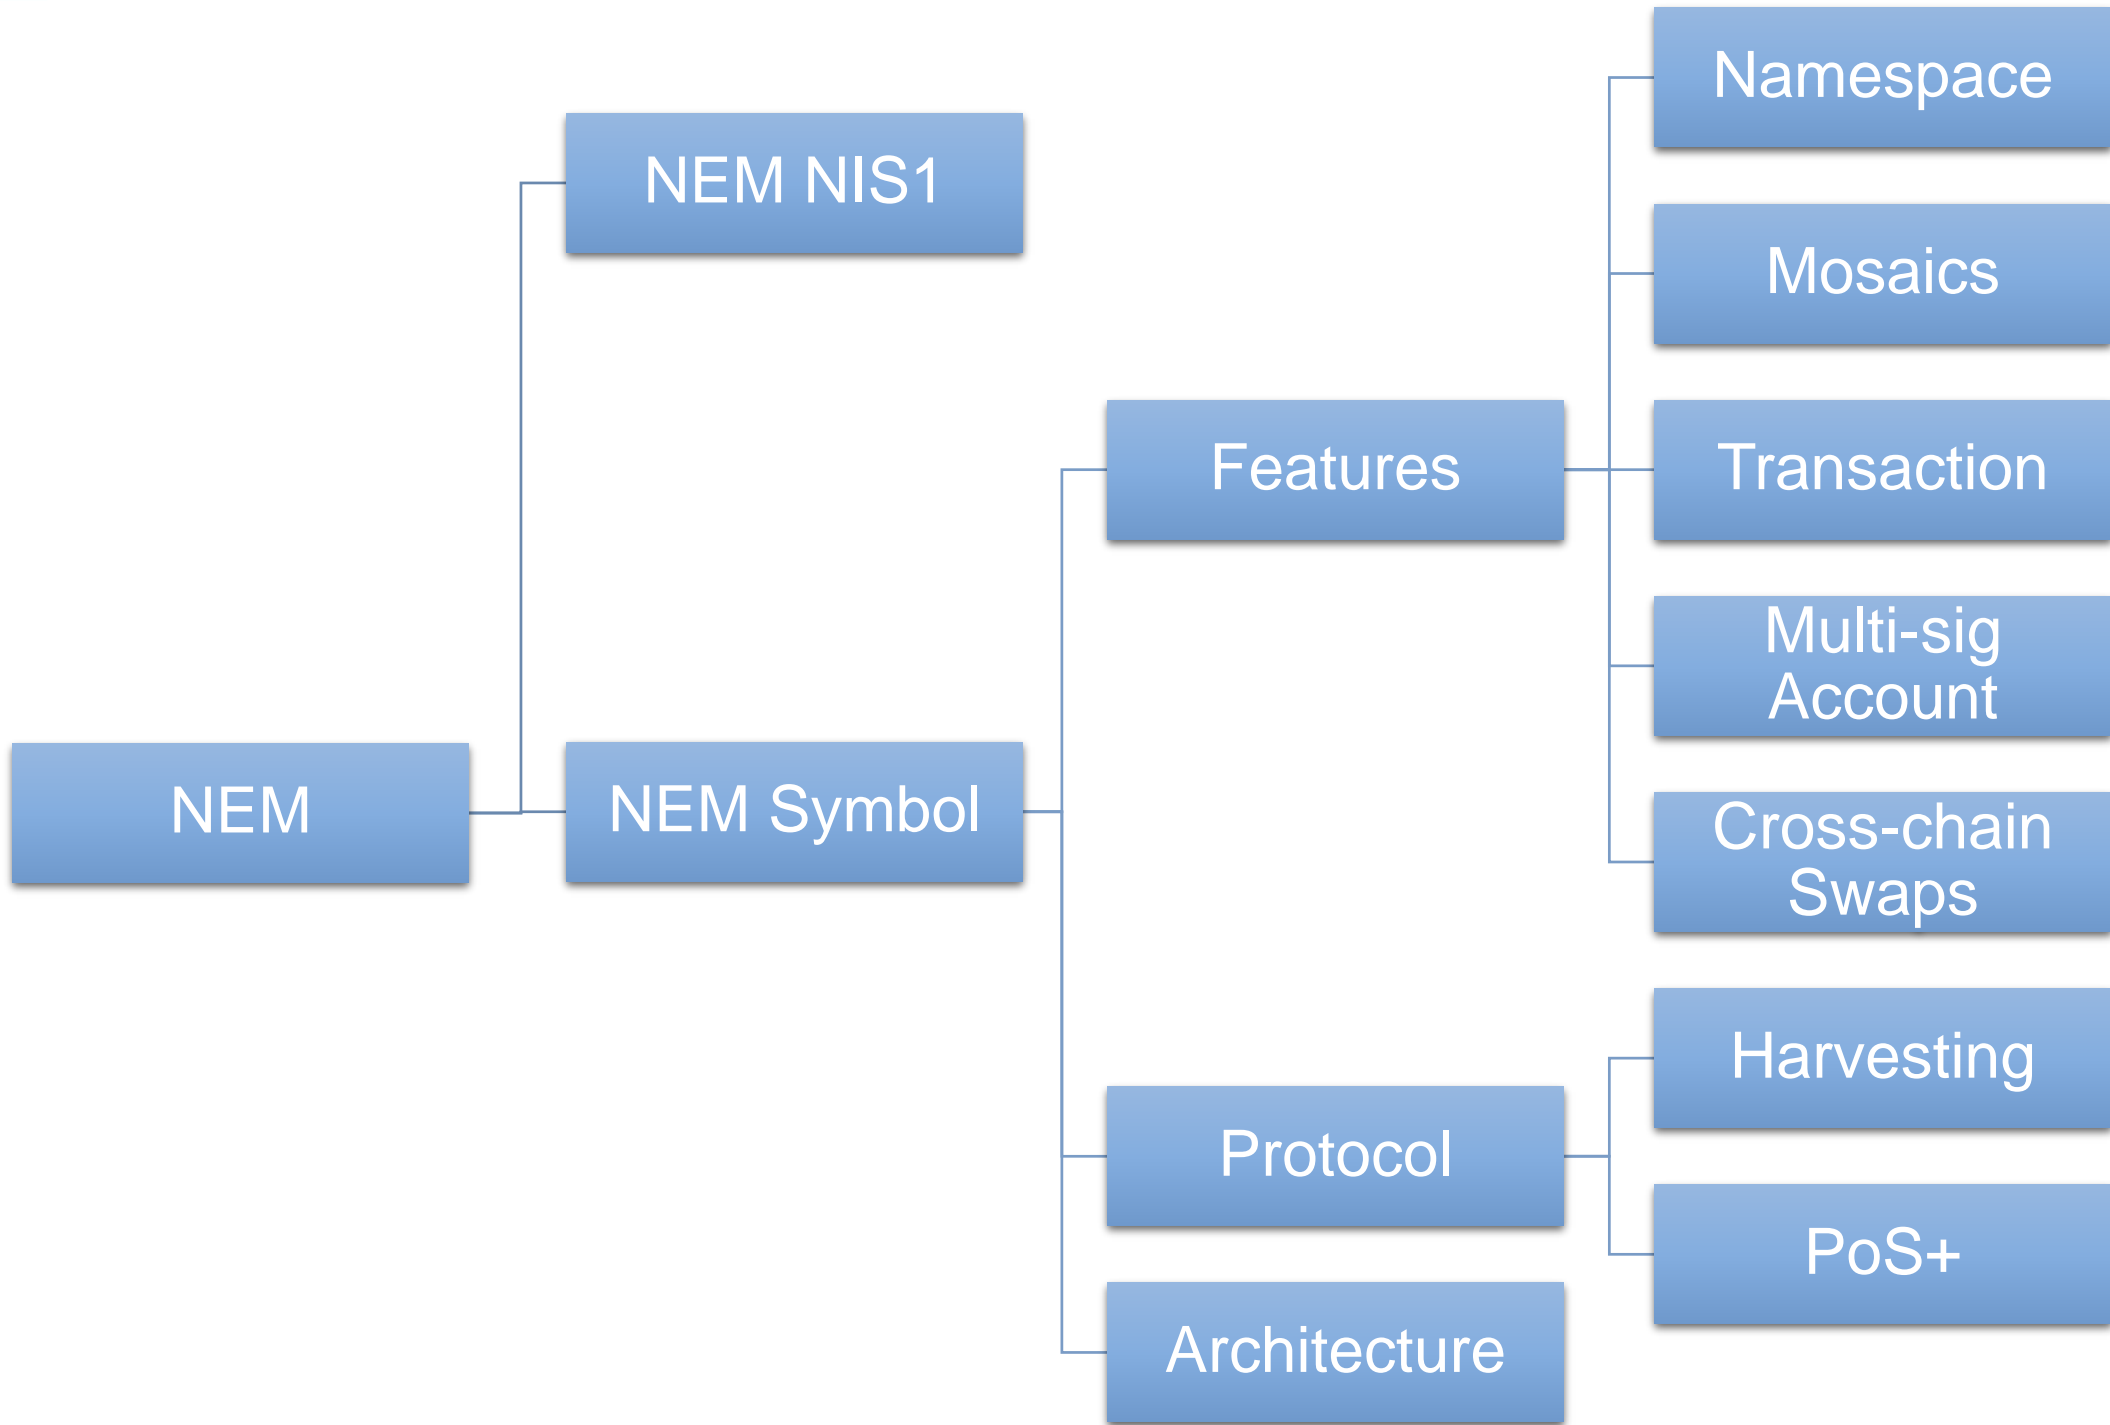 NEM
NEM NIS1
NEM Symbol
Features
Namespace
Mosaics
Transaction
Multi-sig
Account
Cross-chain
Swaps
Protocol
Harvesting
PoS+
Architecture